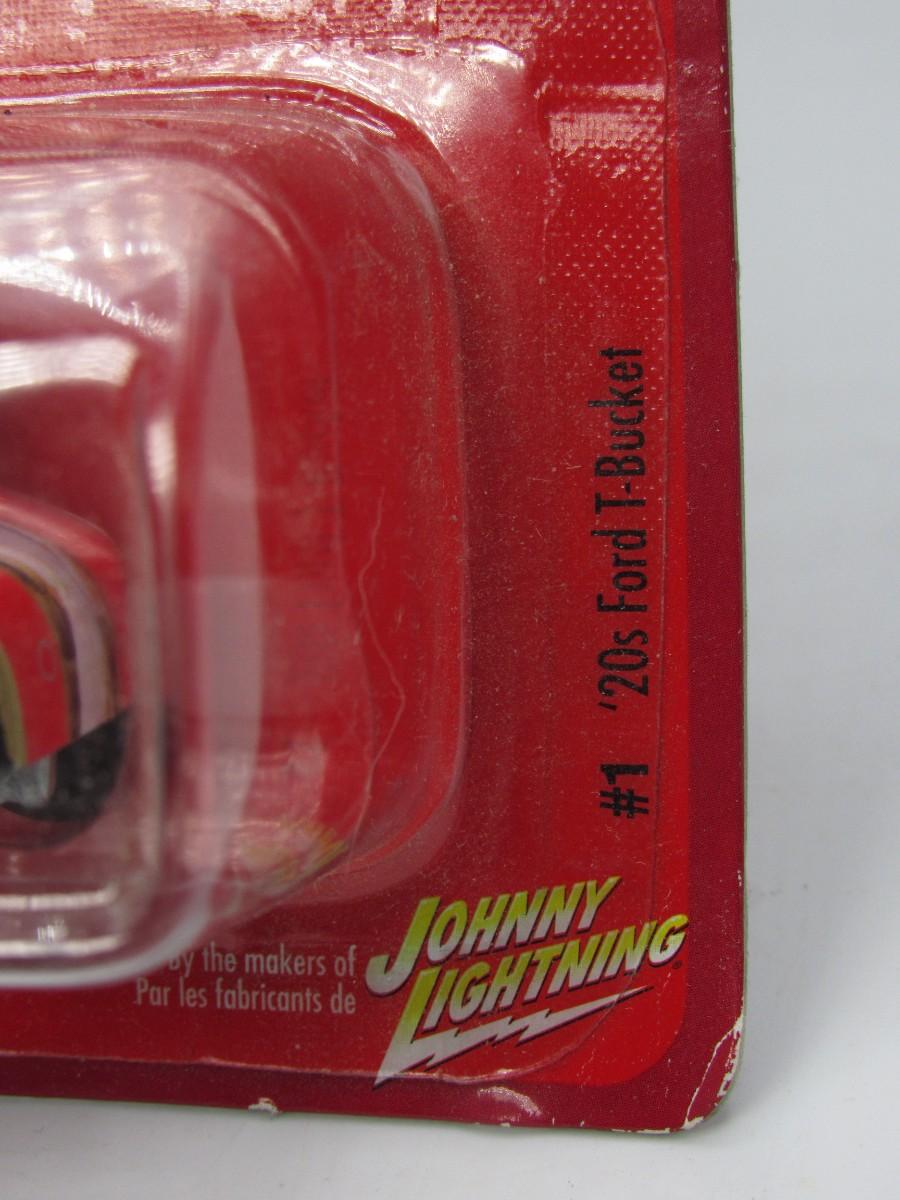 #1 '20s Ford T-Bucket
by the makers of
Par les fabricants de
JOHNNY
LIGHTNING